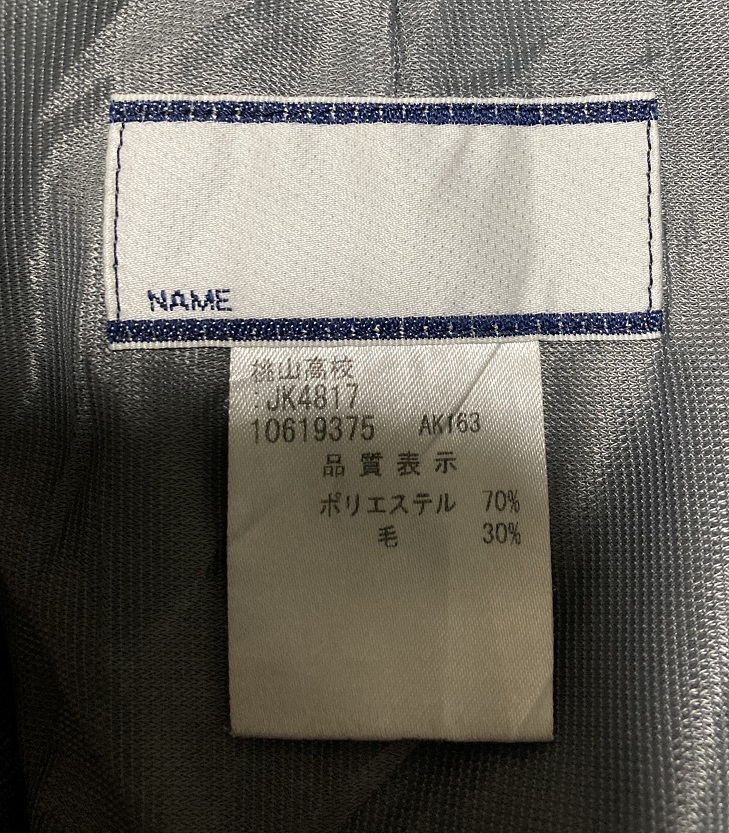 NAME
桃山高校
:JK4817
10619375 AK163
品質表示
ポリエステル 70%
毛 30%